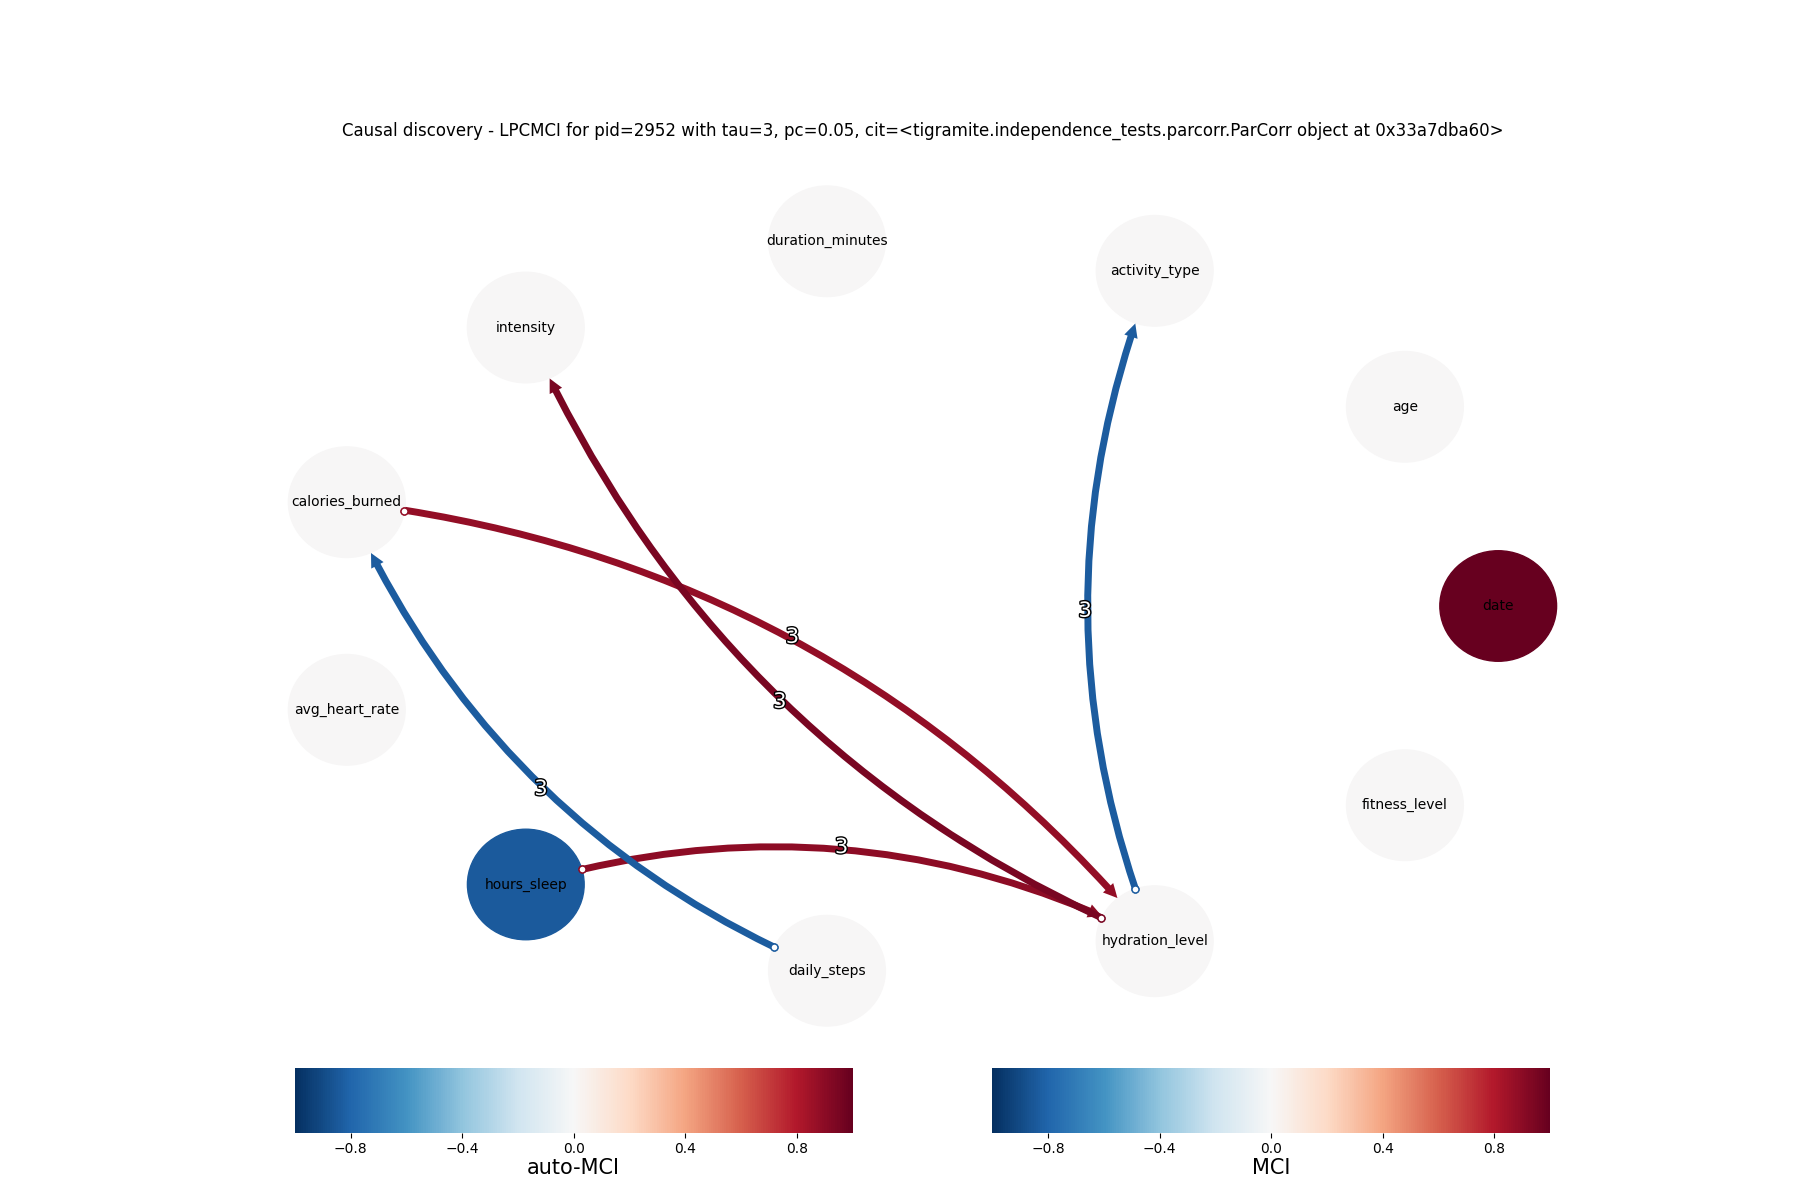 Causal discovery - LPCMCI for pid=2952 with tau=3, pc=0.05, cit=<tigramite.independence_tests.parcorr.ParCorr object at 0x33a7dba60>
duration_minutes
activity_type
intensity
age
calories_burned
date
3
3
3
avg_heart_rate
3
fitness_level
3
hours_sleep
hydration_level
daily_steps
−0.8 −0.4 0.0 0.4 0.8
auto-MCI
−0.8 −0.4 0.0 0.4 0.8
MCI